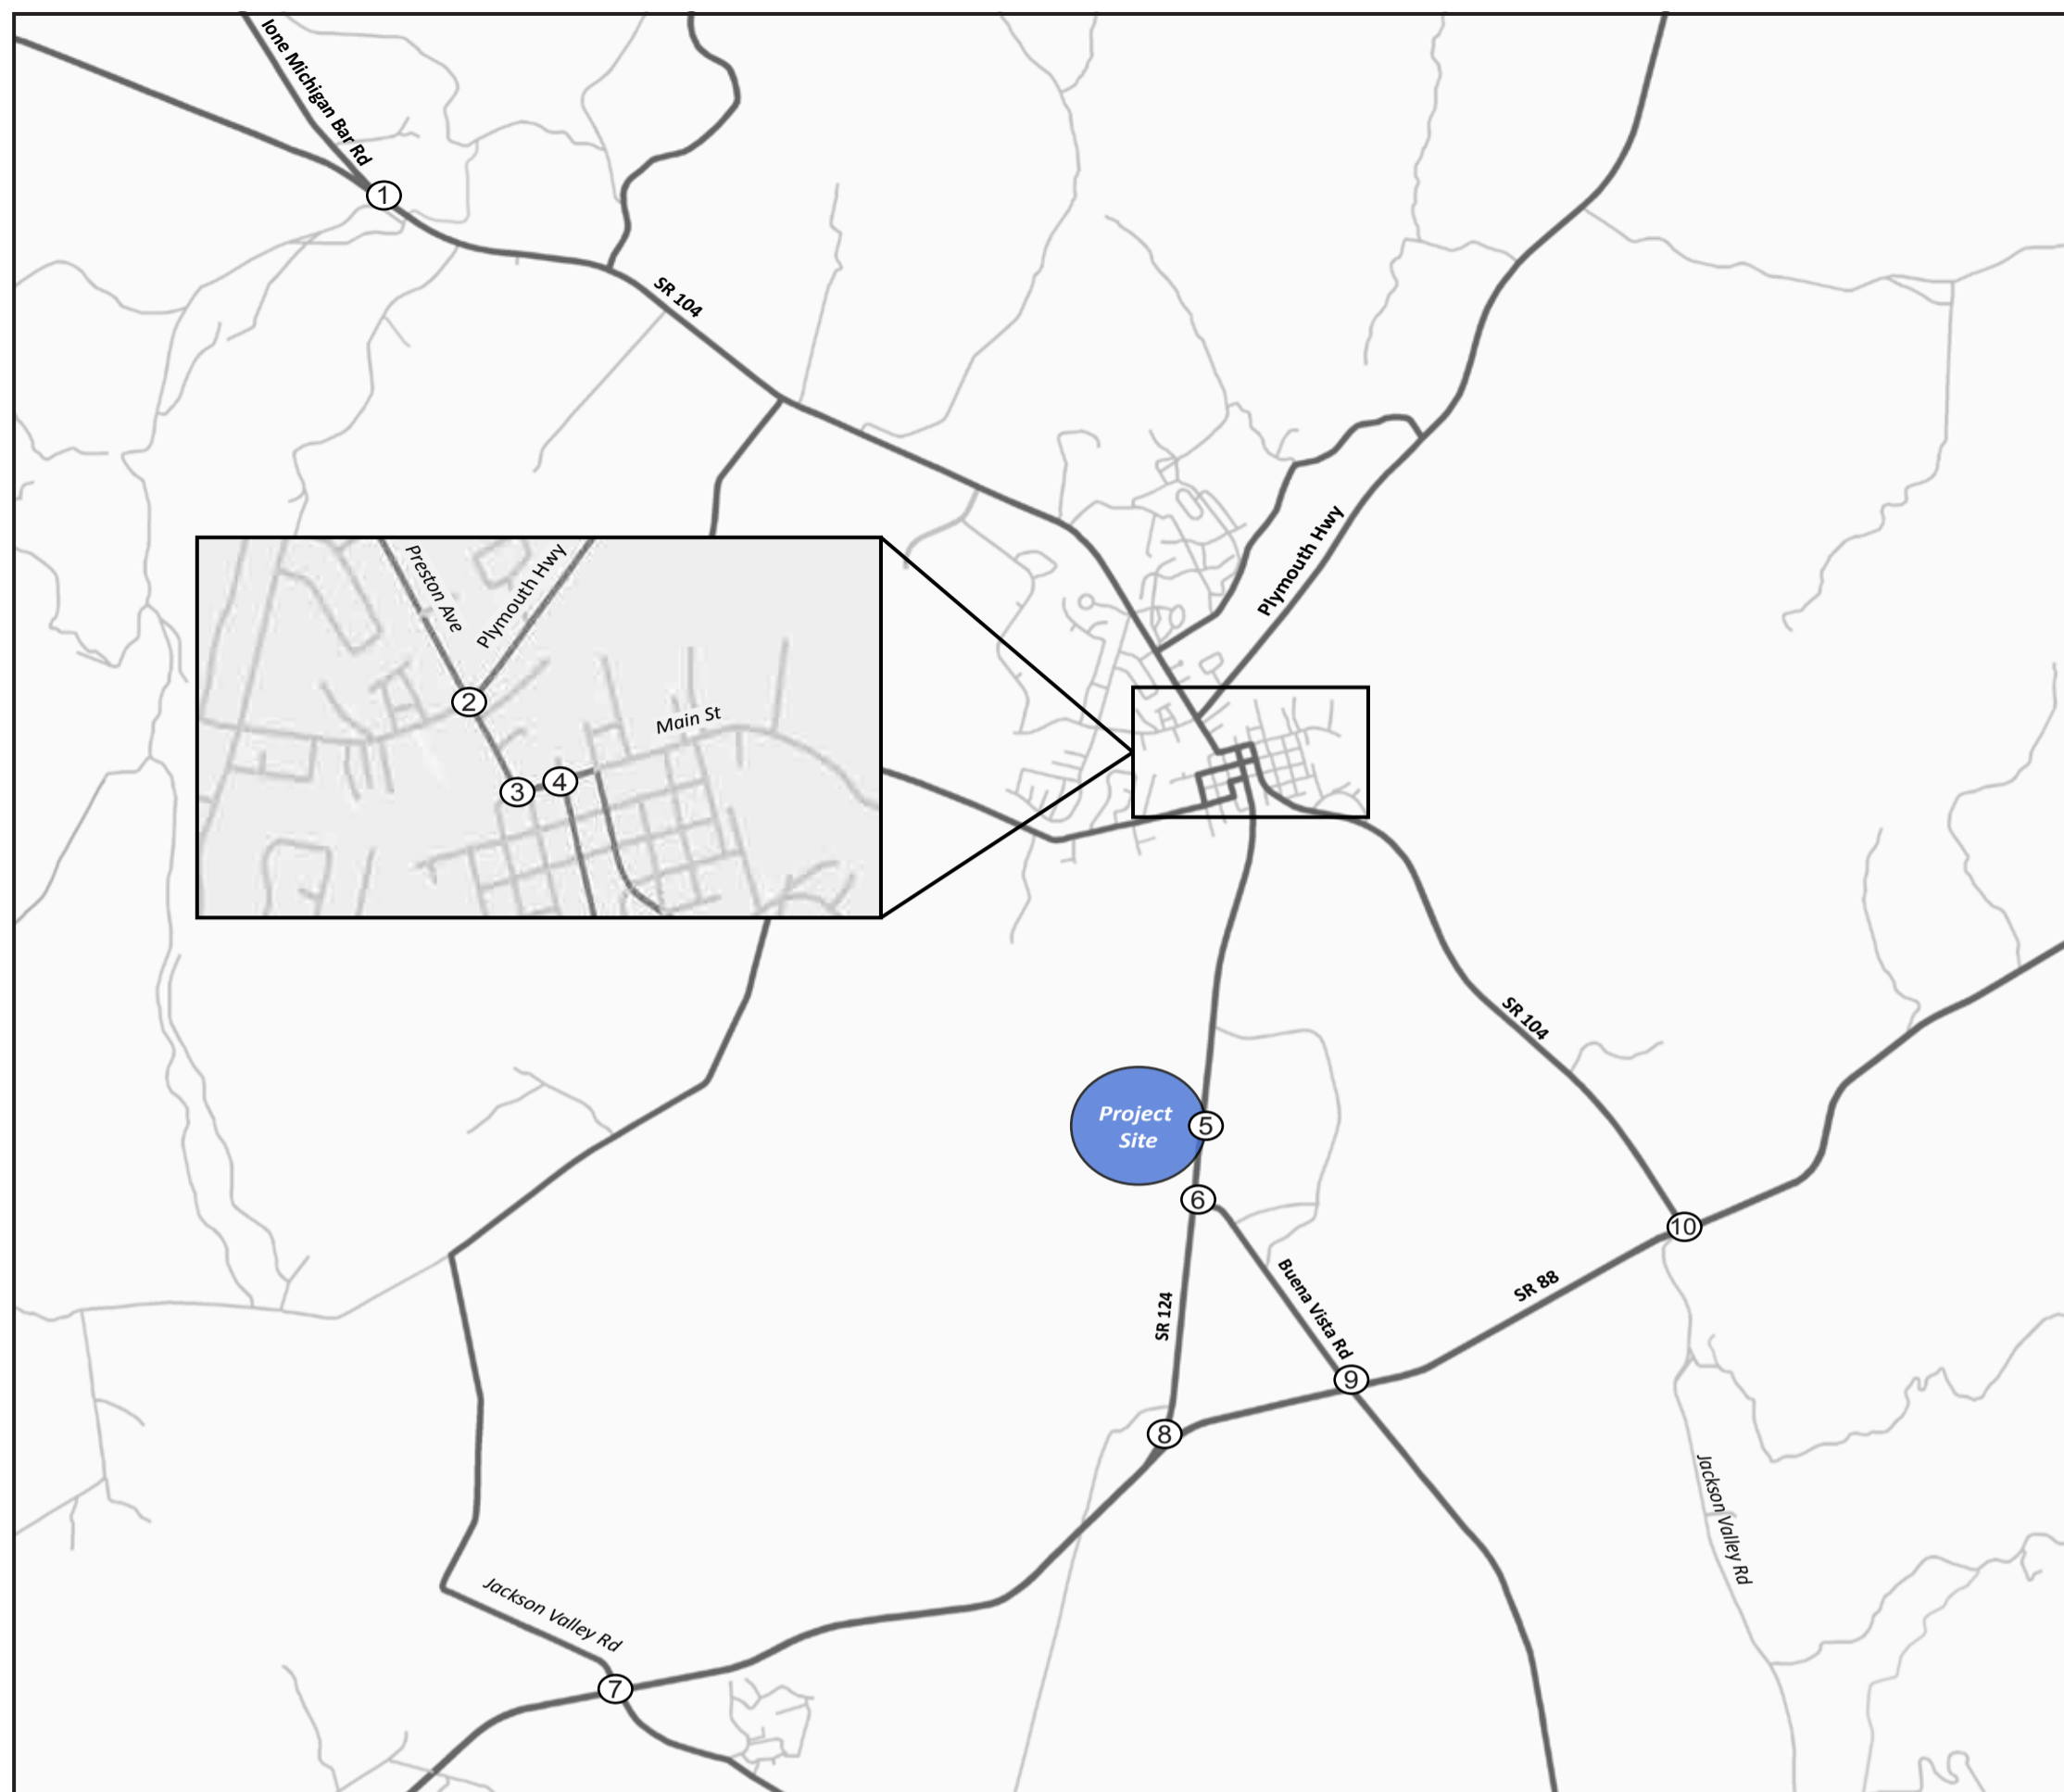 Ione Michigan Bar Rd
1
SR 104
Preston Ave
Plymouth Hwy
2
Main St
3
4
Plymouth Hwy
SR 104
Project
Site
5
6
10
SR 88
Buena Vista Rd
SR 124
9
8
Jackson Valley Rd
Jackson Valley Rd
7